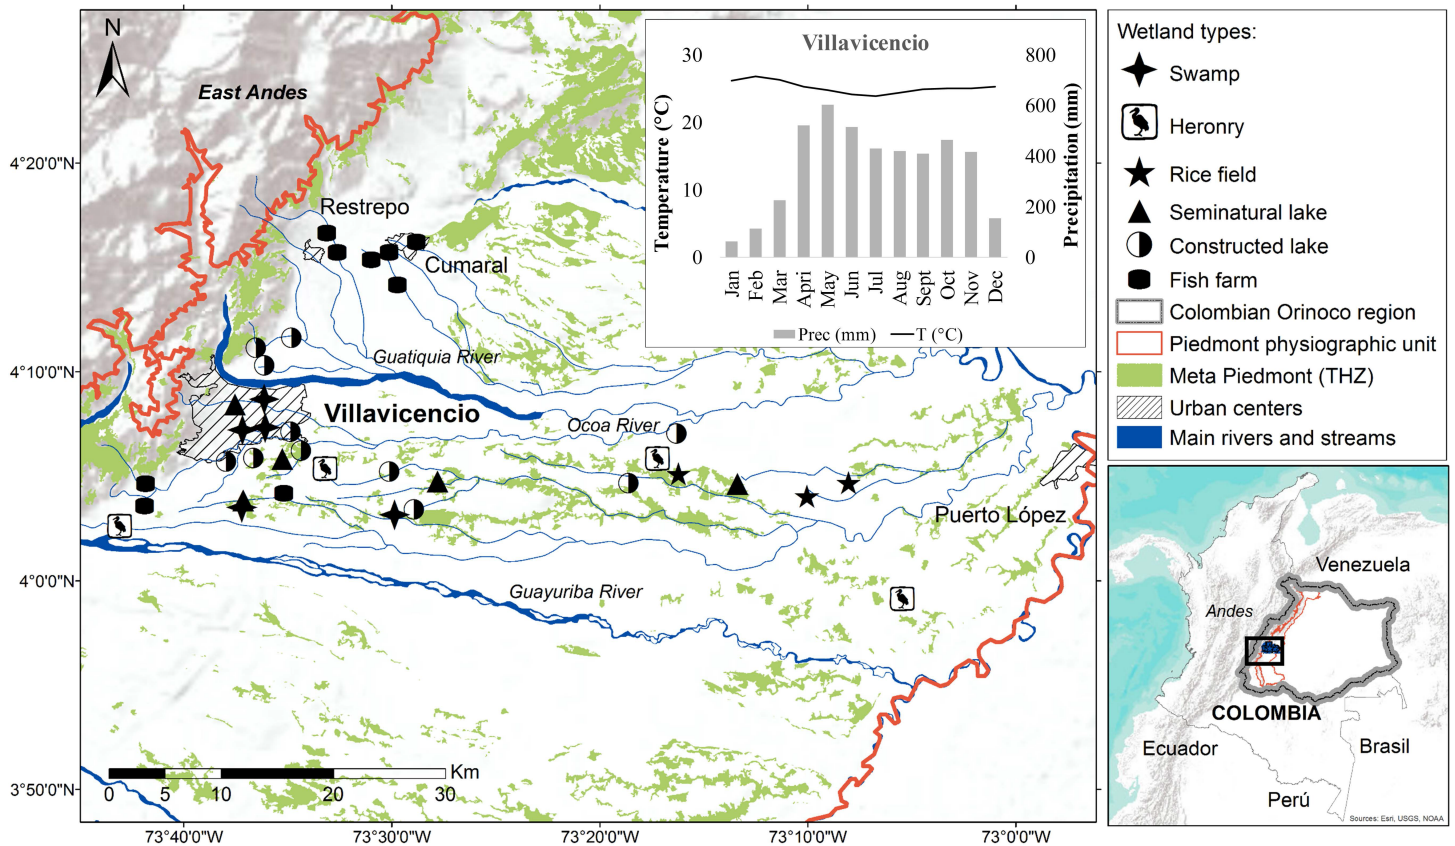 N
East Andes
4°20'0"N
4°10'0"N
4°0'0"N
3°50'0"N
Restrepo
Cumaral
Guatiquia River
Villavicencio
Ocoa River
Puerto López
Guayuriba River
0 5 10 20 30
Km
73°40'0"W 73°30'0"W 73°20'0"W 73°10'0"W 73°0'0"W
Villavicencio
Temperature (°C)
30
20
10
0
Precipitation (mm)
800
600
400
200
0
Jan Feb Mar Apri May Jun Jul Aug Sept Oct Nov Dec
Prec (mm) T (°C)
Wetland types:
Swamp
Heronry
Rice field
Seminatural lake
Constructed lake
Fish farm
Colombian Orinoco region
Piedmont physiographic unit
Meta Piedmont (THZ)
Urban centers
Main rivers and streams
Venezuela
Andes
COLOMBIA
Ecuador
Brasil
Perú
Sources: Esri, USGS, NOAA